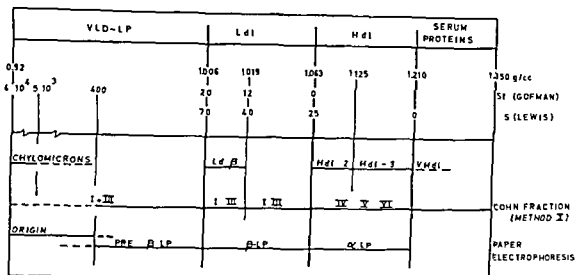 VLD-LP Ldl Hdl SERUM PROTEINS
0.92 1.006 1.019 1.063 1.125 1.210 1.350 g/cc
4 10⁴ 5 10³ 400 20 12 0 Sf (GOFMAN)
70 40 25 0 S (LEWIS)
CHYLOMICRONS Ld β Hdl 2 Hdl-3 VHdl
I+III I III I III IV V VI COHN FRACTION (METHOD X)
ORIGIN
PRE β LP β-LP αLP PAPER ELECTROPHORESIS